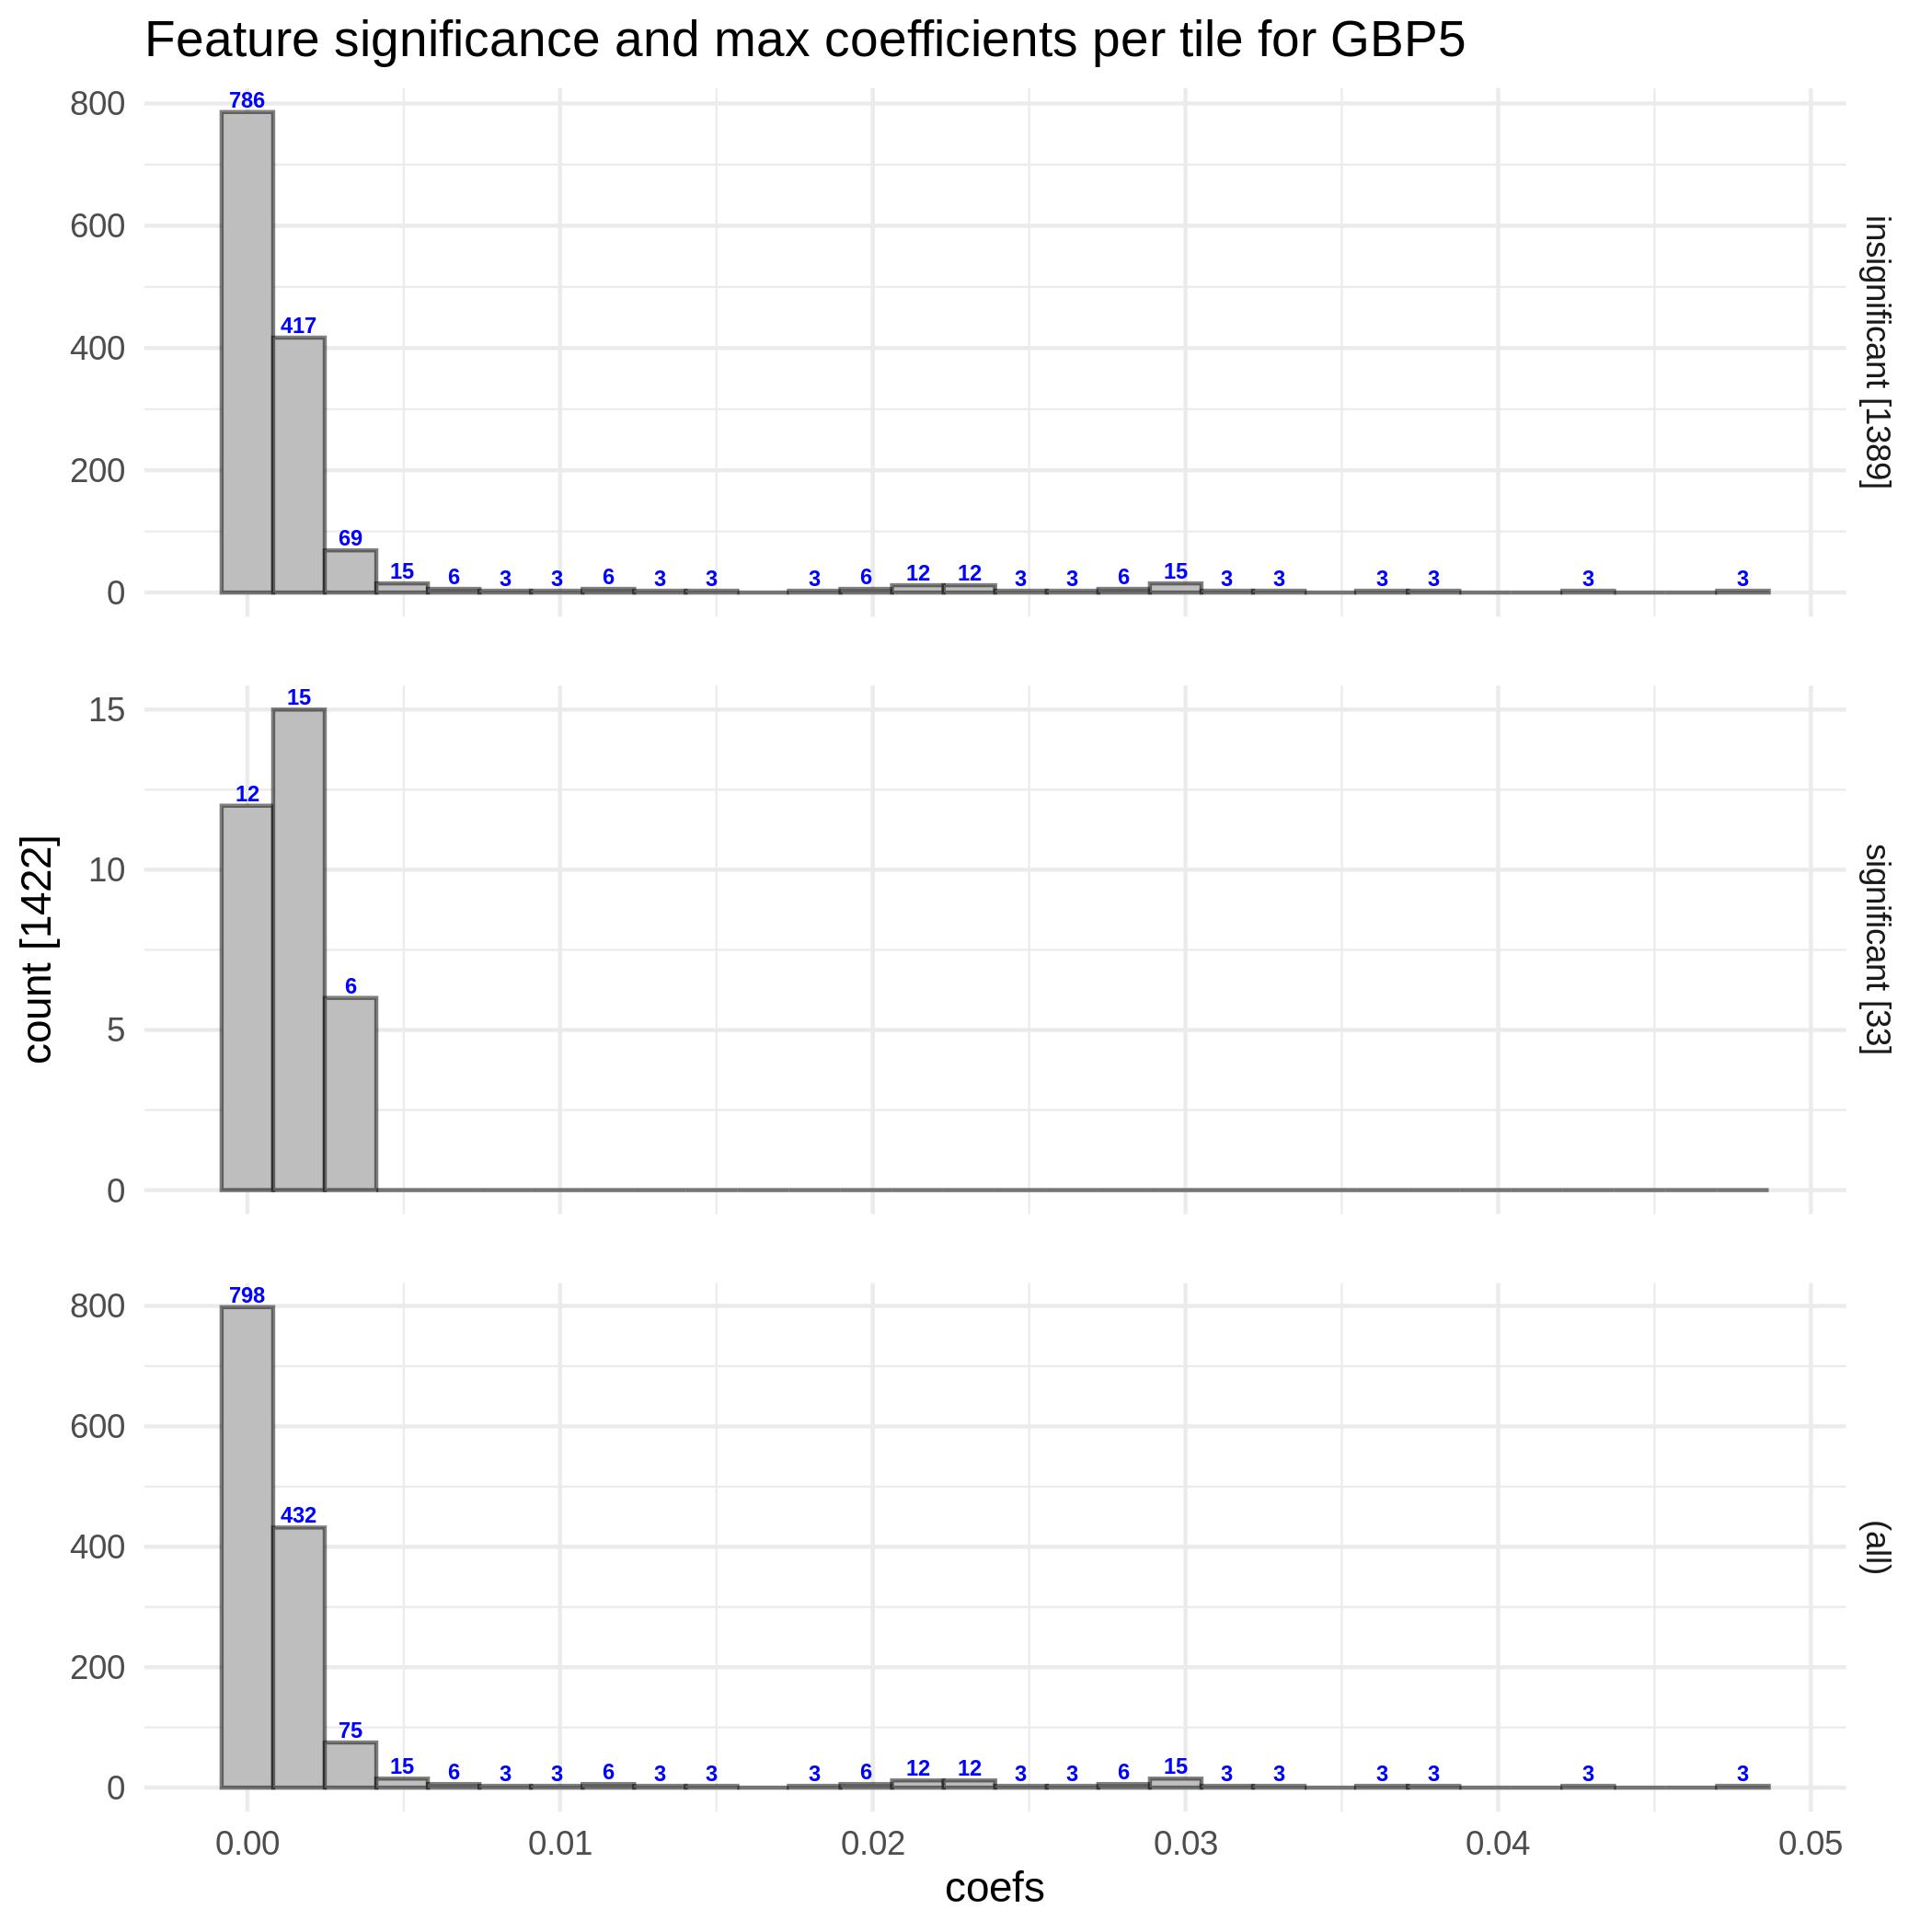 Feature significance and max coefficients per tile for GBP5
800
600
400
200
0
786
417
69
15 6 3 3 6 3 3 3 6 12 12 3 3 6 15 3 3 3 3 3 3
insignificant [1389]
count [1422]
15
10
5
0
12
15
6
significant [33]
800
600
400
200
0
798
432
75
15 6 3 3 6 3 3 3 6 12 12 3 3 6 15 3 3 3 3 3 3
(all)
0.00 0.01 0.02 0.03 0.04 0.05
coefs